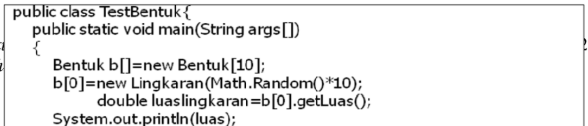 public class TestBentuk{
public static void main(String args[])
{
Bentuk b[]=new Bentuk[10];
b[0]=new Lingkaran(Math.Random()*10);
double luaslingkaran=b[0].getLuas();
System.out.println(luas);